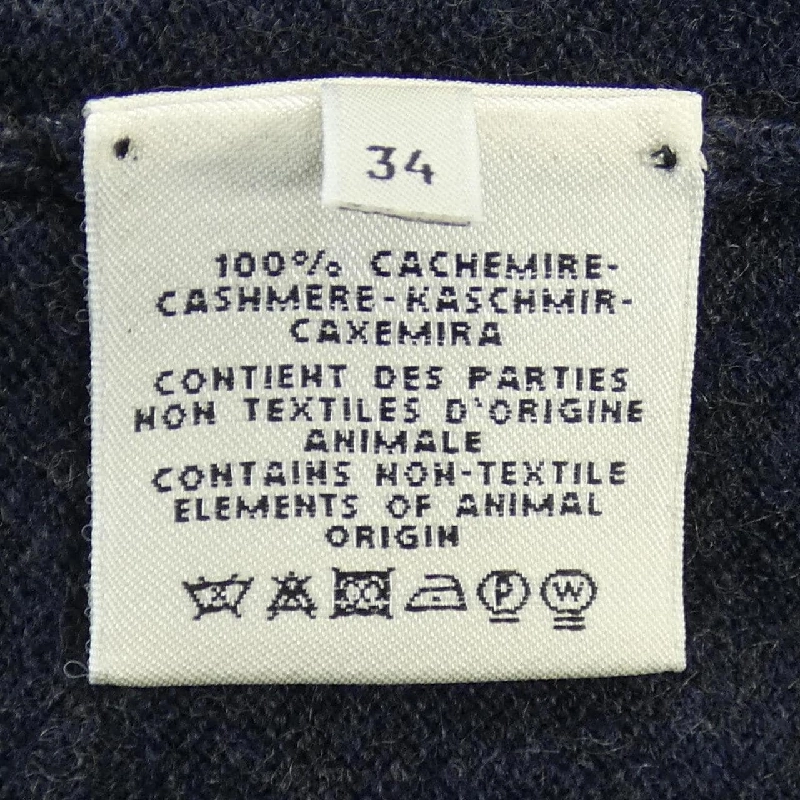 34
100% CACHEMIRE-
CASHMERE-KASCHMIR-
CAXEMIRA
CONTIENT DES PARTIES
NON TEXTILES D'ORIGINE
ANIMALE
CONTAINS NON-TEXTILE
ELEMENTS OF ANIMAL
ORIGIN
P W